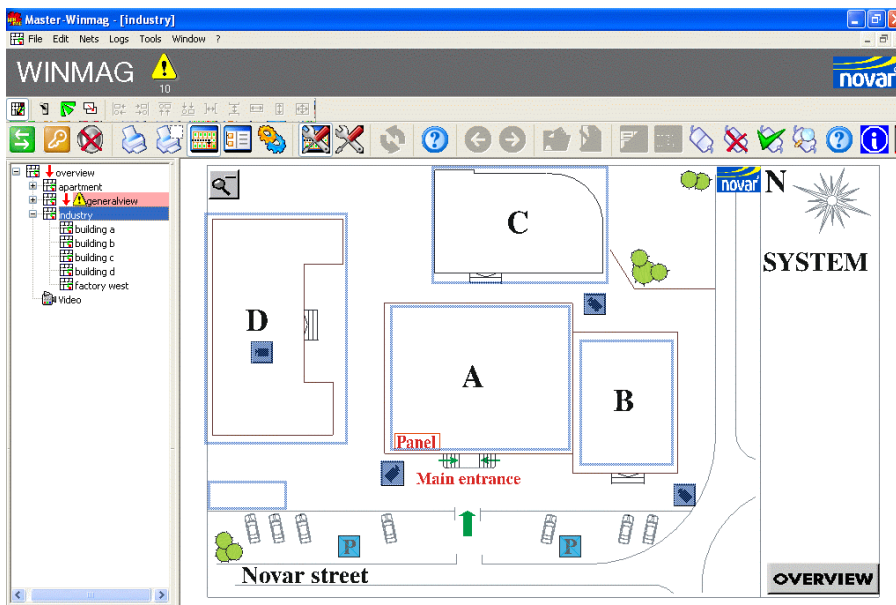 Master-Winmag - [industry]
File Edit Nets Logs Tools Window ?
WINMAG
10
novar
overview
apartment
generalview
industry
building a
building b
building c
building d
factory west
Video
novar
N
SYSTEM
C
D
A
B
Panel
Main entrance
P
P
Novar street
OVERVIEW